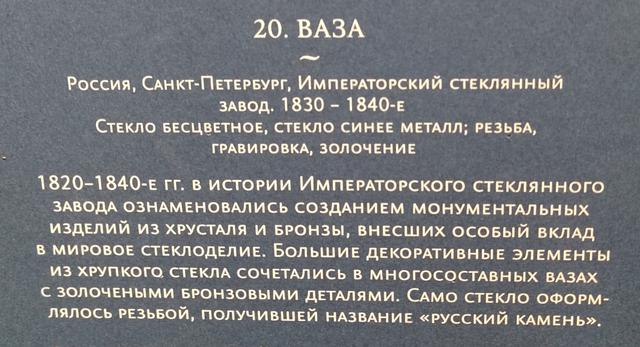 20. ВАЗА
~
Россия, Санкт-Петербург, Императорский стеклянный
завод. 1830 – 1840-е
Стекло бесцветное, стекло синее металл; резьба,
гравировка, золочение
1820–1840-е гг. в истории Императорского стеклянного
завода ознаменовались созданием монументальных
изделий из хрусталя и бронзы, внесших особый вклад
в мировое стеклоделие. Большие декоративные элементы
из хрупкого стекла сочетались в многосоставных вазах
с золочеными бронзовыми деталями. Само стекло оформ-
лялось резьбой, получившей название «русский камень».